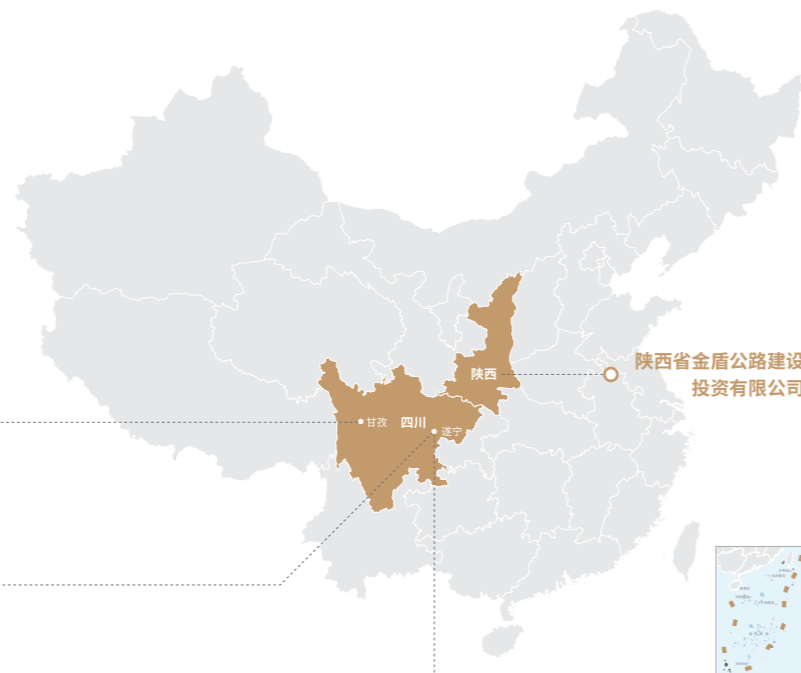 陕西省金盾公路建设
投资有限公司
陕西
甘孜
四川
遂宁